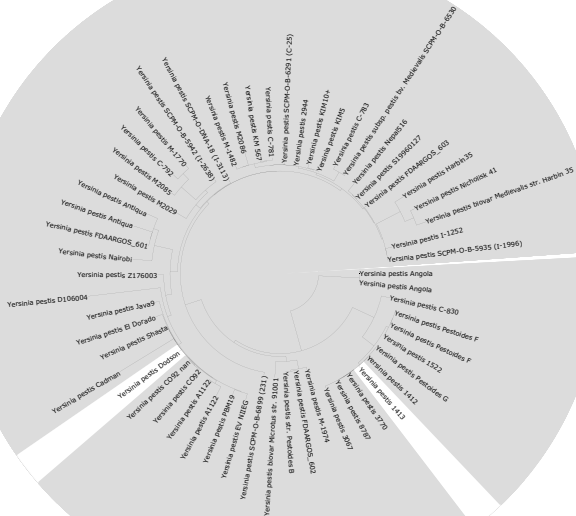 Yersinia pestis subsp. pestis bv. Medievalis SCPM-O-B-6530
Yersinia pestis SCPM-O-B-6291 (C-25)
Yersinia pestis 2944
Yersinia pestis KIM10+
Yersinia pestis KIM5
Yersinia pestis C-783
Yersinia pestis Nepal516
Yersinia pestis S19960127
Yersinia pestis FDAARGOS_603
Yersinia pestis Harbin35
Yersinia pestis Nicholisk 41
Yersinia pestis biovar Medievalis str. Harbin 35
Yersinia pestis I-1252
Yersinia pestis SCPM-O-B-5935 (I-1996)
Yersinia pestis Angola
Yersinia pestis Angola
Yersinia pestis C-830
Yersinia pestis Pestoides F
Yersinia pestis Pestoides F
Yersinia pestis 1522
Yersinia pestis Pestoides G
Yersinia pestis 1412
Yersinia pestis 1413
Yersinia pestis 3770
Yersinia pestis 8787
Yersinia pestis 3067
Yersinia pestis M-1974
Yersinia pestis FDAARGOS_602
Yersinia pestis str. Pestoides B
Yersinia pestis biovar Microtus str. 91001
Yersinia pestis SCPM-O-B-6899 (231)
Yersinia pestis EV NIIEG
Yersinia pestis PBM19
Yersinia pestis A1122
Yersinia pestis A1122
Yersinia pestis CO92
Yersinia pestis CO92 nan
Yersinia pestis Dodson
Yersinia pestis Cadman
Yersinia pestis Shasta
Yersinia pestis El Dorado
Yersinia pestis Java9
Yersinia pestis D106004
Yersinia pestis Z176003
Yersinia pestis Nairobi
Yersinia pestis FDAARGOS_601
Yersinia pestis Antiqua
Yersinia pestis Antiqua
Yersinia pestis M2029
Yersinia pestis M2085
Yersinia pestis C-792
Yersinia pestis M-1770
Yersinia pestis SCPM-O-B-5942 (I-2638)
Yersinia pestis SCPM-O-DNA-18 (I-3113)
Yersinia pestis M-1482
Yersinia pestis M2086
Yersinia pestis KM 567
Yersinia pestis C-781